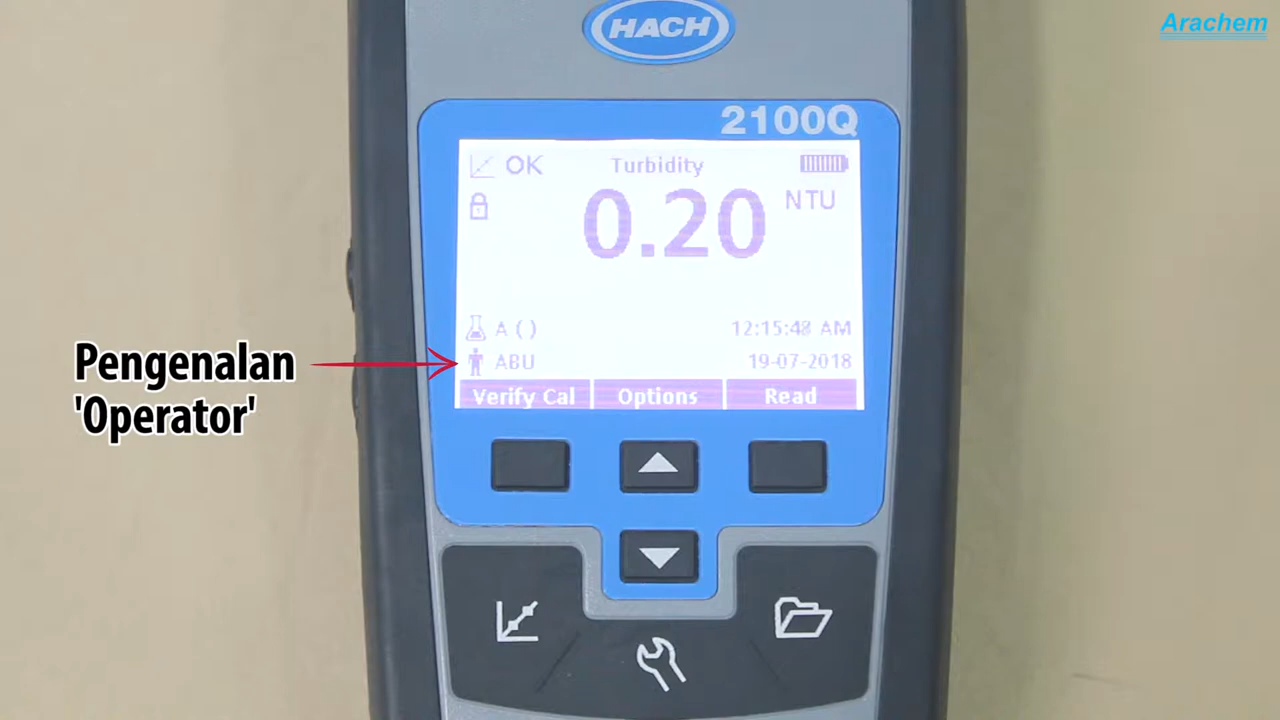 Arachem
HACH
2100Q
OK Turbidity
0.20 NTU
A ( ) 12:15:48 AM
ABU 19-07-2018
Verify Cal Options Read
Pengenalan
'Operator'